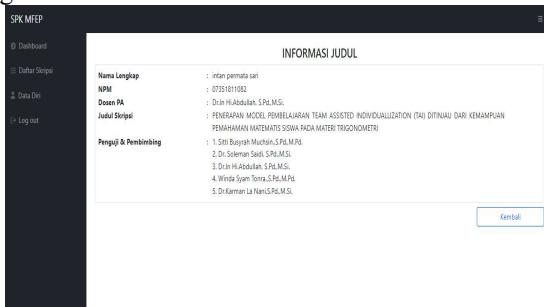 SPK MFEP
Dashboard
Daftar Skripsi
Data Diri
Log out
INFORMASI JUDUL
Nama Lengkap : intan permata sari
NPM : 07351811082
Dosen PA : Dr.In Hi.Abdullah. S.Pd.,M.Si.
Judul Skripsi : PENERAPAN MODEL PEMBELAJARAN TEAM ASSISTED INDIVIDUALLIZATION (TAI) DITINJAU DARI KEMAMPUAN
PEMAHAMAN MATEMATIS SISWA PADA MATERI TRIGONOMETRI
Penguji & Pembimbing : 1. Sitti Busyrah Muchsin.,S.Pd.,M.Pd.
2. Dr. Soleman Saidi. S.Pd.,M.Si.
3. Dr.In Hi.Abdullah. S.Pd.,M.Si.
4. Winda Syam Tonra.,S.Pd.,M.Pd.
5. Dr.Karman La Nani,S.Pd.,M.Si.
Kembali